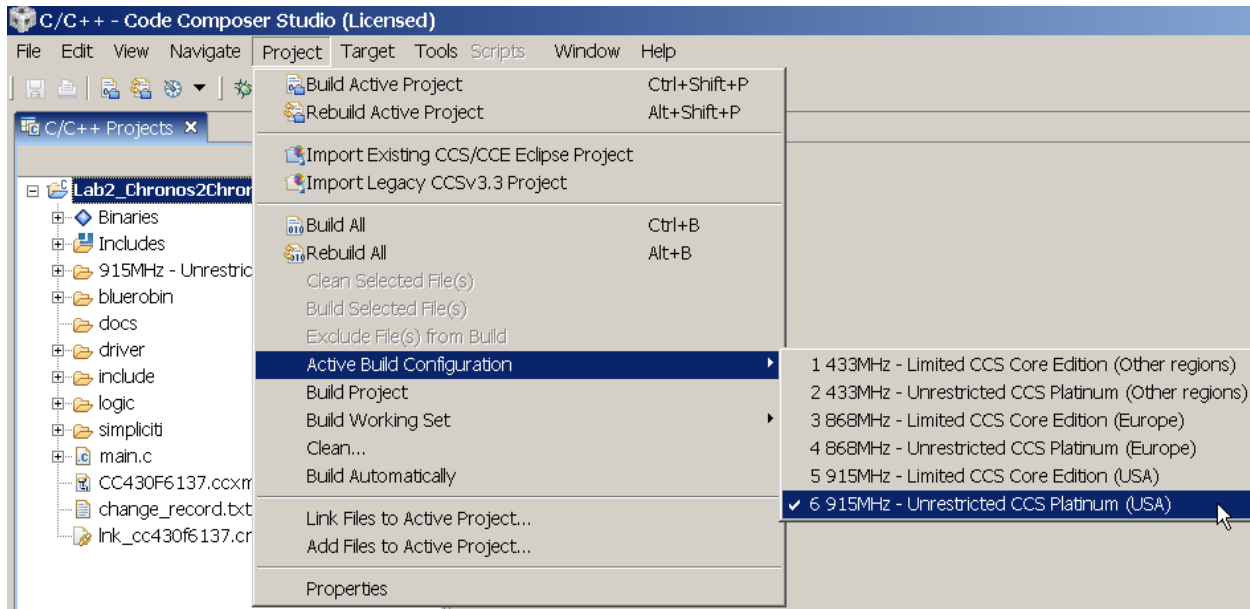 C/C++ - Code Composer Studio (Licensed)
File Edit View Navigate Project Target Tools Scripts Window Help
C/C++ Projects
Lab2_Chronos2Chror
Binaries
Includes
915MHz - Unrestric
bluerobin
docs
driver
include
logic
simpliciti
main.c
CC430F6137.ccxm
change_record.txt
lnk_cc430f6137.cr
Build Active Project Ctrl+Shift+P
Rebuild Active Project Alt+Shift+P
Import Existing CCS/CCE Eclipse Project
Import Legacy CCSv3.3 Project
Build All Ctrl+B
Rebuild All Alt+B
Clean Selected File(s)
Build Selected File(s)
Exclude File(s) from Build
Active Build Configuration
Build Project
Build Working Set
Clean...
Build Automatically
Link Files to Active Project...
Add Files to Active Project...
Properties
1 433MHz - Limited CCS Core Edition (Other regions)
2 433MHz - Unrestricted CCS Platinum (Other regions)
3 868MHz - Limited CCS Core Edition (Europe)
4 868MHz - Unrestricted CCS Platinum (Europe)
5 915MHz - Limited CCS Core Edition (USA)
6 915MHz - Unrestricted CCS Platinum (USA)